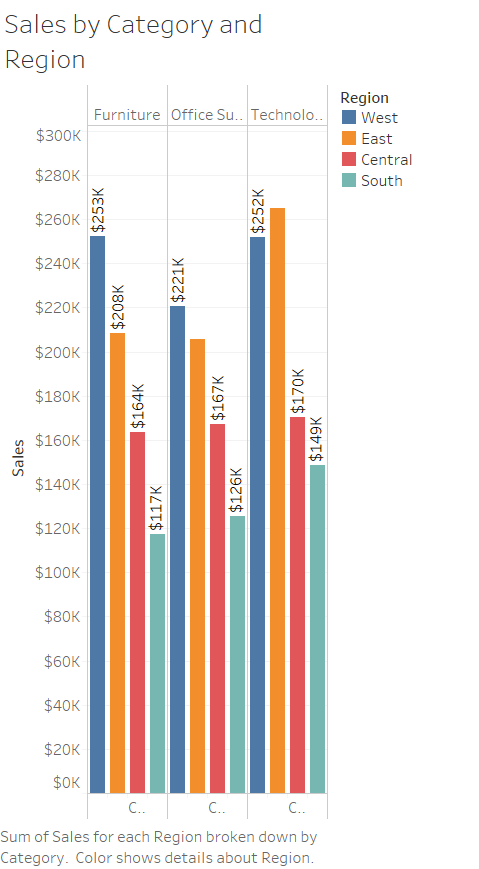 Sales by Category and
Region
Region
West
East
Central
South
Furniture
Office Su..
Technolo..
Sales
$300K
$280K
$260K
$240K
$220K
$200K
$180K
$160K
$140K
$120K
$100K
$80K
$60K
$40K
$20K
$0K
$253K
$208K
$164K
$117K
$221K
$167K
$126K
$252K
$170K
$149K
C..
C..
C..
Sum of Sales for each Region broken down by
Category.  Color shows details about Region.